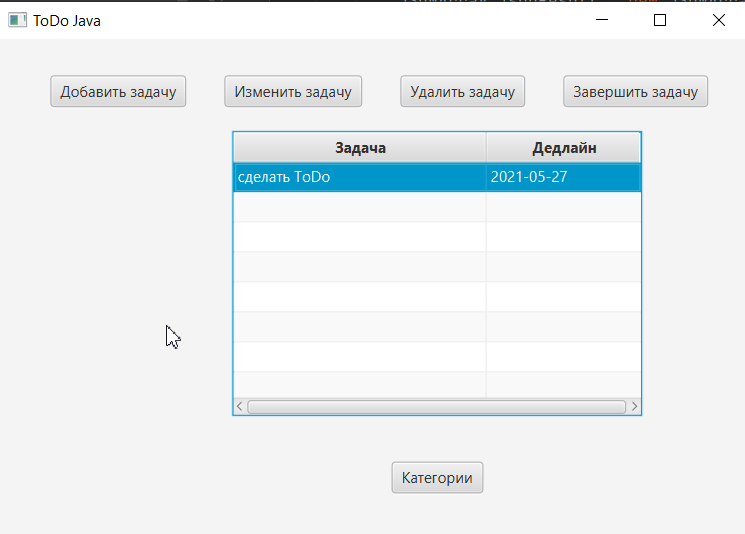 ToDo Java
Добавить задачу Изменить задачу Удалить задачу Завершить задачу
Задача Дедлайн
сделать ToDo 2021-05-27
Категории